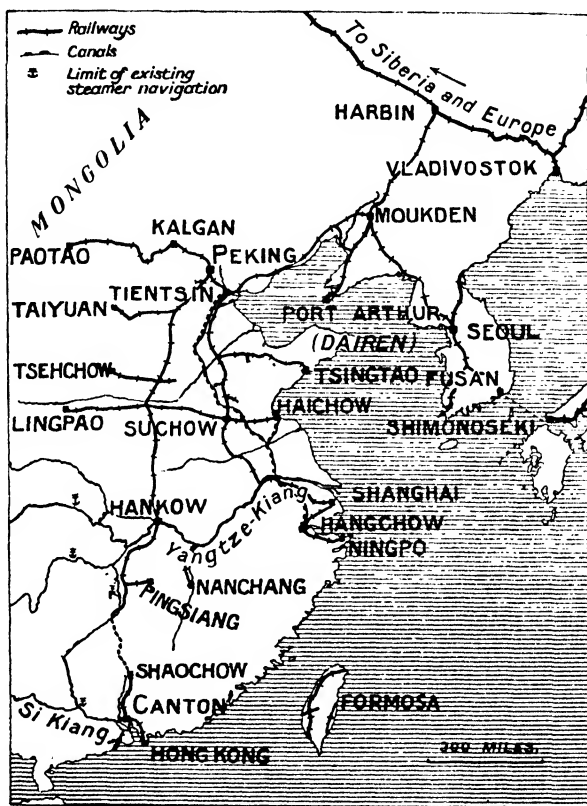 Railways
Canals
Limit of existing
steamer navigation
To Siberia and Europe
HARBIN
VLADIVOSTOK
MONGOLIA
MOUKDEN
KALGAN
PEKING
PAOTAO
TIENTSIN
TAIYUAN
PORT ARTHUR
(DAIREN)
SEOUL
TSEHCHOW
TSINGTAO
FUSAN
LINGPAO
SUCHOW
HAICHOW
SHIMONOSEKI
HANKOW
Yangtze-Kiang
SHANGHAI
HANGCHOW
NINGPO
NANCHANG
PINGSIANG
SHAOCHOW
CANTON
Si Kiang
FORMOSA
HONG KONG
300 MILES.